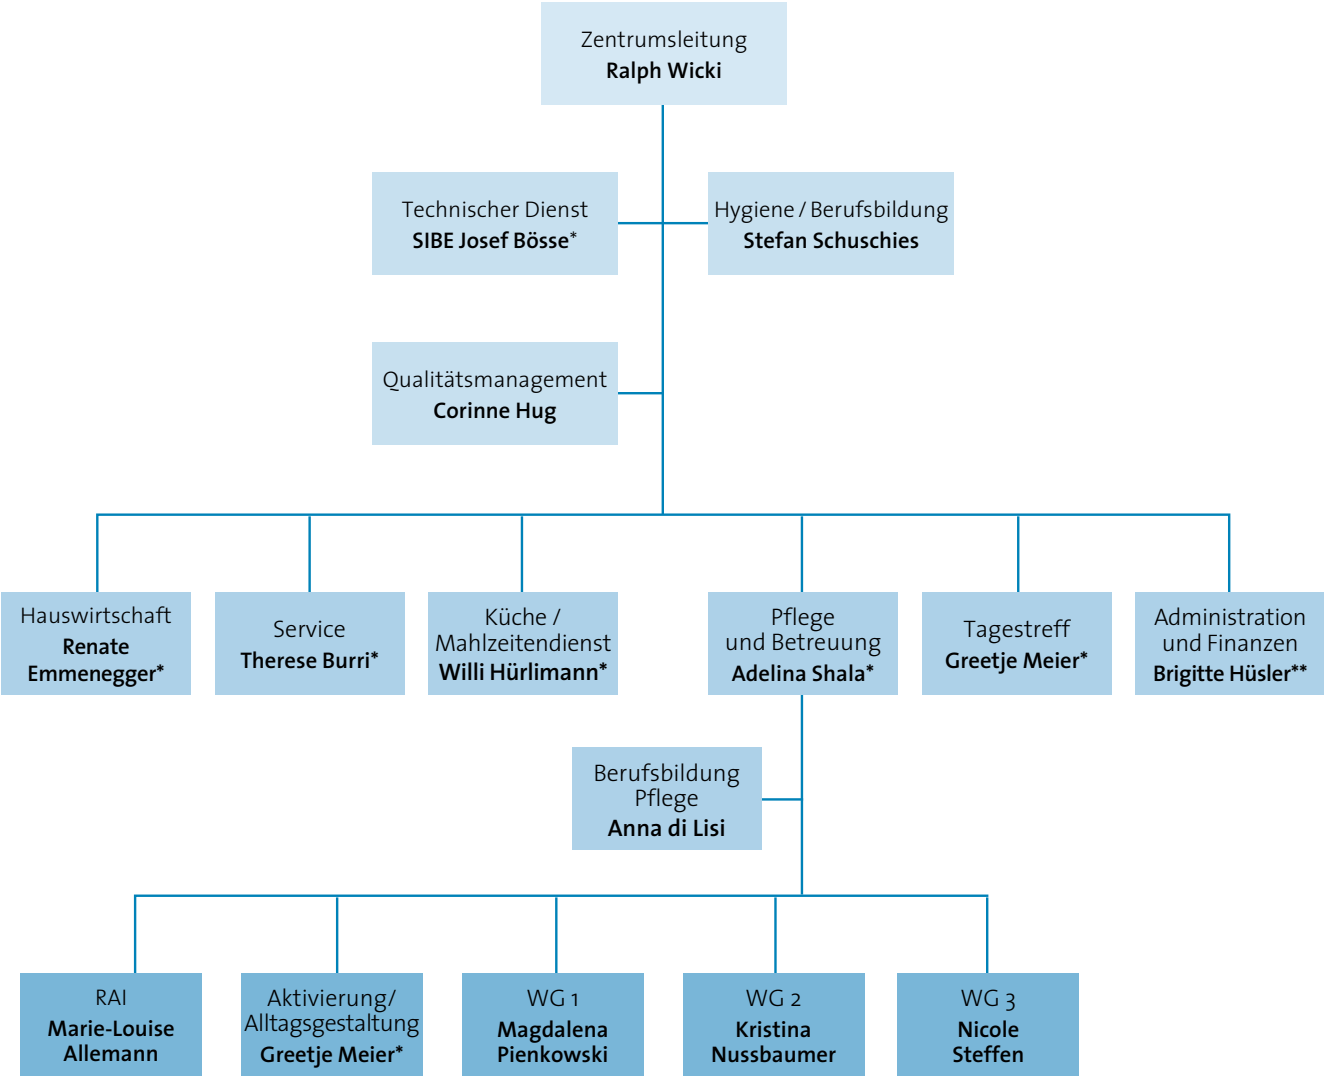 Zentrumsleitung
Ralph Wicki
Technischer Dienst
SIBE Josef Bösse*
Hygiene / Berufsbildung
Stefan Schuschies
Qualitätsmanagement
Corinne Hug
Hauswirtschaft
Renate
Emmenegger*
Service
Therese Burri*
Küche /
Mahlzeitendienst
Willi Hürlimann*
Pflege
und Betreuung
Adelina Shala*
Tagestreff
Greetje Meier*
Administration
und Finanzen
Brigitte Hüsler**
Berufsbildung
Pflege
Anna di Lisi
RAI
Marie-Louise
Allemann
Aktivierung/
Alltagsgestaltung
Greetje Meier*
WG 1
Magdalena
Pienkowski
WG 2
Kristina
Nussbaumer
WG 3
Nicole
Steffen